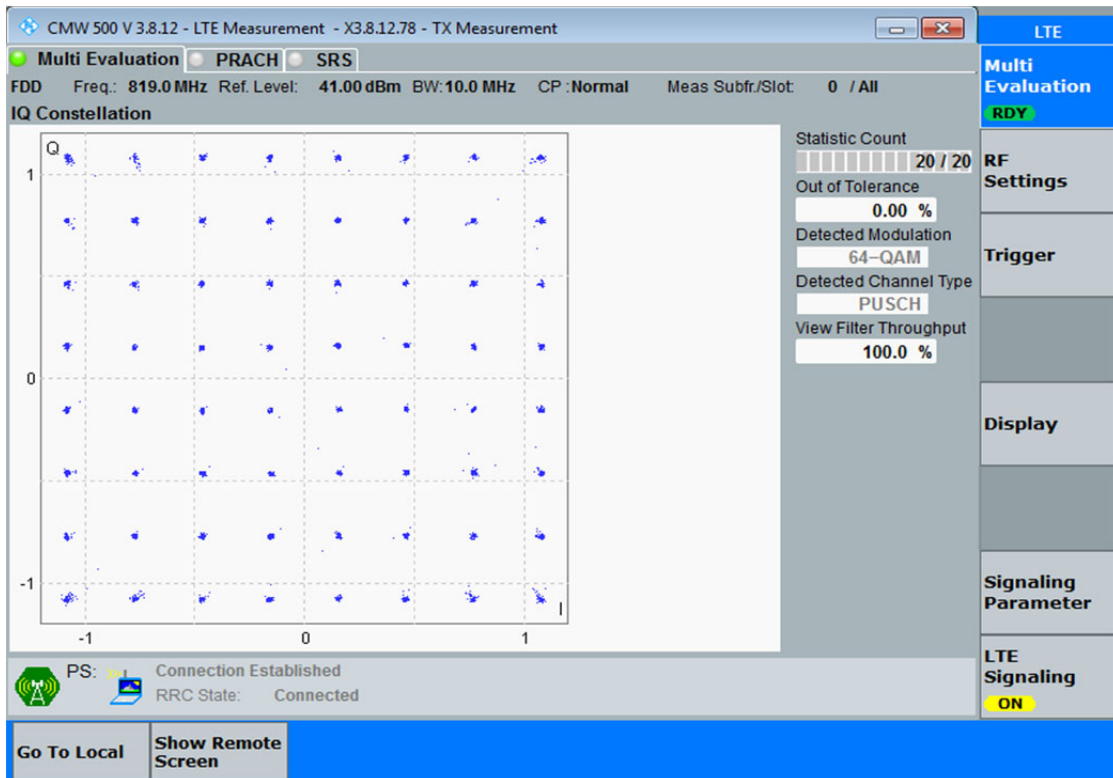 CMW 500 V 3.8.12 - LTE Measurement - X3.8.12.78 - TX Measurement
LTE
Multi Evaluation PRACH SRS
FDD Freq.: 819.0 MHz Ref. Level: 41.00 dBm BW: 10.0 MHz CP : Normal Meas Subfr./Slot: 0 / All
IQ Constellation
Q
1
0
-1
I
-1 0 1
Statistic Count
20 / 20
Out of Tolerance
0.00 %
Detected Modulation
64-QAM
Detected Channel Type
PUSCH
View Filter Throughput
100.0 %
Multi
Evaluation
RDY
RF
Settings
Trigger
Display
Signaling
Parameter
LTE
Signaling
ON
PS: Connection Established
RRC State: Connected
Go To Local
Show Remote
Screen